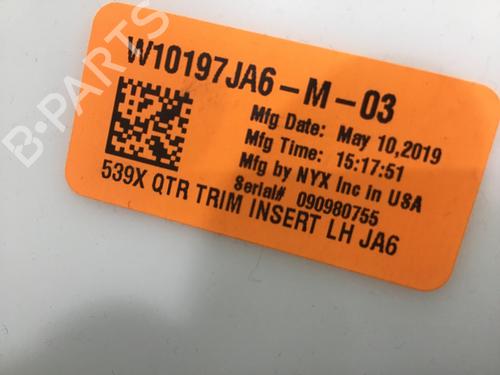 W10197JA6-M-03
Mfg Date: May 10,2019
Mfg Time: 15:17:51
Mfg by NYX Inc in USA
Serial# 090980755
539X QTR TRIM INSERT LH JA6
B-PARTS